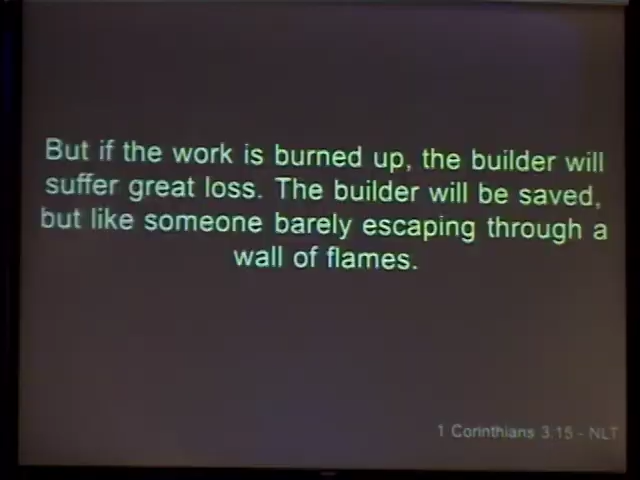 But if the work is burned up, the builder will
suffer great loss. The builder will be saved,
but like someone barely escaping through a
wall of flames.
1 Corinthians 3.15 - NLT